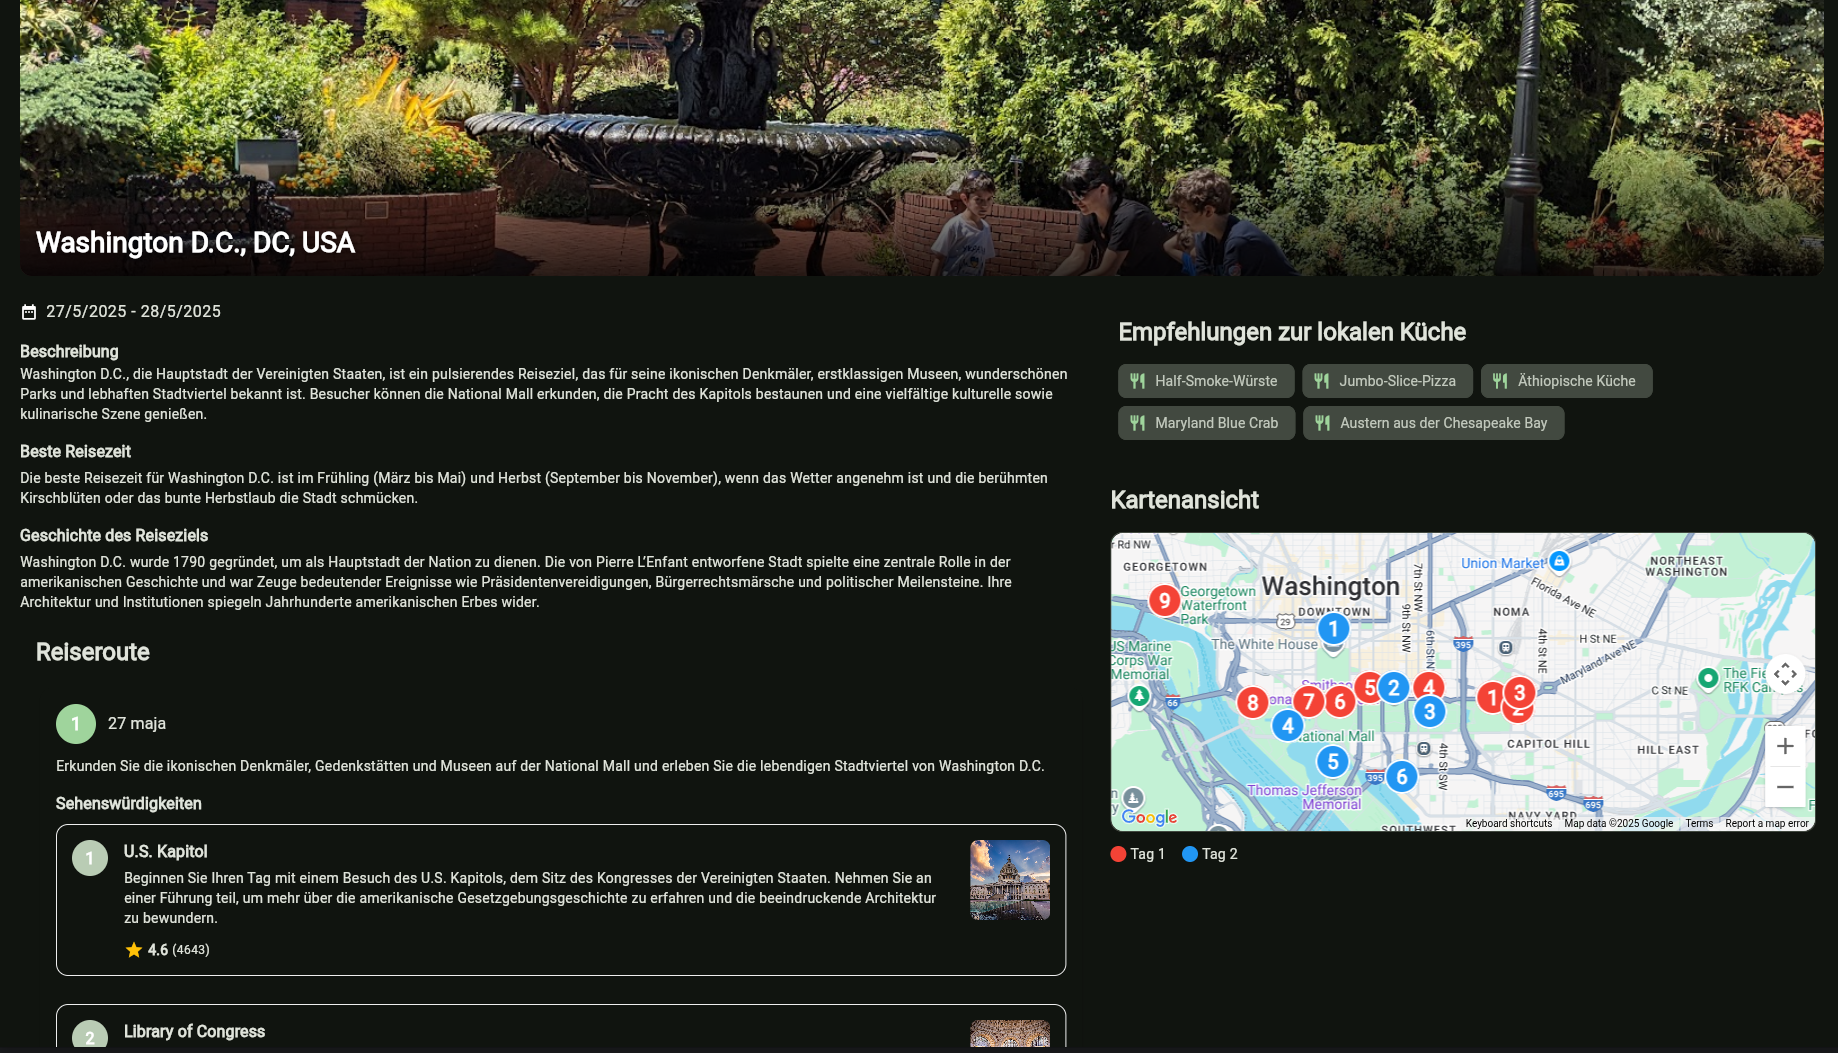 Washington D.C., DC, USA
27/5/2025 - 28/5/2025
Beschreibung
Washington D.C., die Hauptstadt der Vereinigten Staaten, ist ein pulsierendes Reiseziel, das für seine ikonischen Denkmäler, erstklassigen Museen, wunderschönen
Parks und lebhaften Stadtviertel bekannt ist. Besucher können die National Mall erkunden, die Pracht des Kapitols bestaunen und eine vielfältige kulturelle sowie
kulinarische Szene genießen.
Beste Reisezeit
Die beste Reisezeit für Washington D.C. ist im Frühling (März bis Mai) und Herbst (September bis November), wenn das Wetter angenehm ist und die berühmten
Kirschblüten oder das bunte Herbstlaub die Stadt schmücken.
Geschichte des Reiseziels
Washington D.C. wurde 1790 gegründet, um als Hauptstadt der Nation zu dienen. Die von Pierre L'Enfant entworfene Stadt spielte eine zentrale Rolle in der
amerikanischen Geschichte und war Zeuge bedeutender Ereignisse wie Präsidentenvereidigungen, Bürgerrechtsmärsche und politischer Meilensteine. Ihre
Architektur und Institutionen spiegeln Jahrhunderte amerikanischen Erbes wider.
Reiseroute
1 27 maja
Erkunden Sie die ikonischen Denkmäler, Gedenkstätten und Museen auf der National Mall und erleben Sie die lebendigen Stadtviertel von Washington D.C.
Sehenswürdigkeiten
1 U.S. Kapitol
Beginnen Sie Ihren Tag mit einem Besuch des U.S. Kapitols, dem Sitz des Kongresses der Vereinigten Staaten. Nehmen Sie an
einer Führung teil, um mehr über die amerikanische Gesetzgebungsgeschichte zu erfahren und die beeindruckende Architektur
zu bewundern.
4.6 (4643)
2 Library of Congress
Empfehlungen zur lokalen Küche
Half-Smoke-Würste Jumbo-Slice-Pizza Äthiopische Küche
Maryland Blue Crab Austern aus der Chesapeake Bay
Kartenansicht
Rd NW
GEORGETOWN
Georgetown
Waterfront
Park
Washington
DOWNTOWN
29
The White House
7th St NW
9th St NW
6th St N
Union Market
Florida Ave NE
NORTHEAST
WASHINGTON
NOMA
395
4th St NE
H St NE
Maryland Ave NE
C St NE
The Fie
RFK Ca
US Marine
Corps War
Memorial
66
9
1
8 7 6 5 2 4 1 3 2
4 3
5 6
National Mall
CAPITOL HILL
HILL EAST
4th St SW
395
Thomas Jefferson
Memorial
695
695
NAVY YARD
SOUTHWEST
Google
Keyboard shortcuts Map data ©2025 Google Terms Report a map error
Tag 1 Tag 2